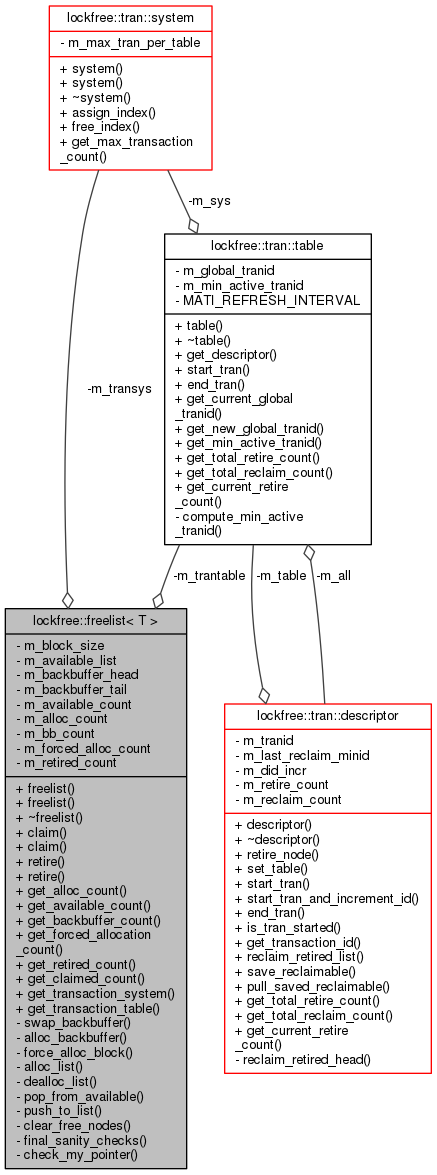 lockfree::tran::system
- m_max_tran_per_table
+ system()
+ system()
+ ~system()
+ assign_index()
+ free_index()
+ get_max_transaction
_count()
-m_sys
lockfree::tran::table
- m_global_tranid
- m_min_active_tranid
- MATI_REFRESH_INTERVAL
+ table()
+ ~table()
+ get_descriptor()
+ start_tran()
+ end_tran()
+ get_current_global
_tranid()
+ get_new_global_tranid()
+ get_min_active_tranid()
+ get_total_retire_count()
+ get_total_reclaim_count()
+ get_current_retire
_count()
- compute_min_active
_tranid()
-m_transys
-m_trantable
-m_table
-m_all
lockfree::freelist< T >
- m_block_size
- m_available_list
- m_backbuffer_head
- m_backbuffer_tail
- m_available_count
- m_alloc_count
- m_bb_count
- m_forced_alloc_count
- m_retired_count
+ freelist()
+ freelist()
+ ~freelist()
+ claim()
+ claim()
+ retire()
+ retire()
+ get_alloc_count()
+ get_available_count()
+ get_backbuffer_count()
+ get_forced_allocation
_count()
+ get_retired_count()
+ get_claimed_count()
+ get_transaction_system()
+ get_transaction_table()
- swap_backbuffer()
- alloc_backbuffer()
- force_alloc_block()
- alloc_list()
- dealloc_list()
- pop_from_available()
- push_to_list()
- clear_free_nodes()
- final_sanity_checks()
- check_my_pointer()
lockfree::tran::descriptor
- m_tranid
- m_last_reclaim_minid
- m_did_incr
- m_retire_count
- m_reclaim_count
+ descriptor()
+ ~descriptor()
+ retire_node()
+ set_table()
+ start_tran()
+ start_tran_and_increment_id()
+ end_tran()
+ is_tran_started()
+ get_transaction_id()
+ reclaim_retired_list()
+ save_reclaimable()
+ pull_saved_reclaimable()
+ get_total_retire_count()
+ get_total_reclaim_count()
+ get_current_retire
_count()
- reclaim_retired_head()